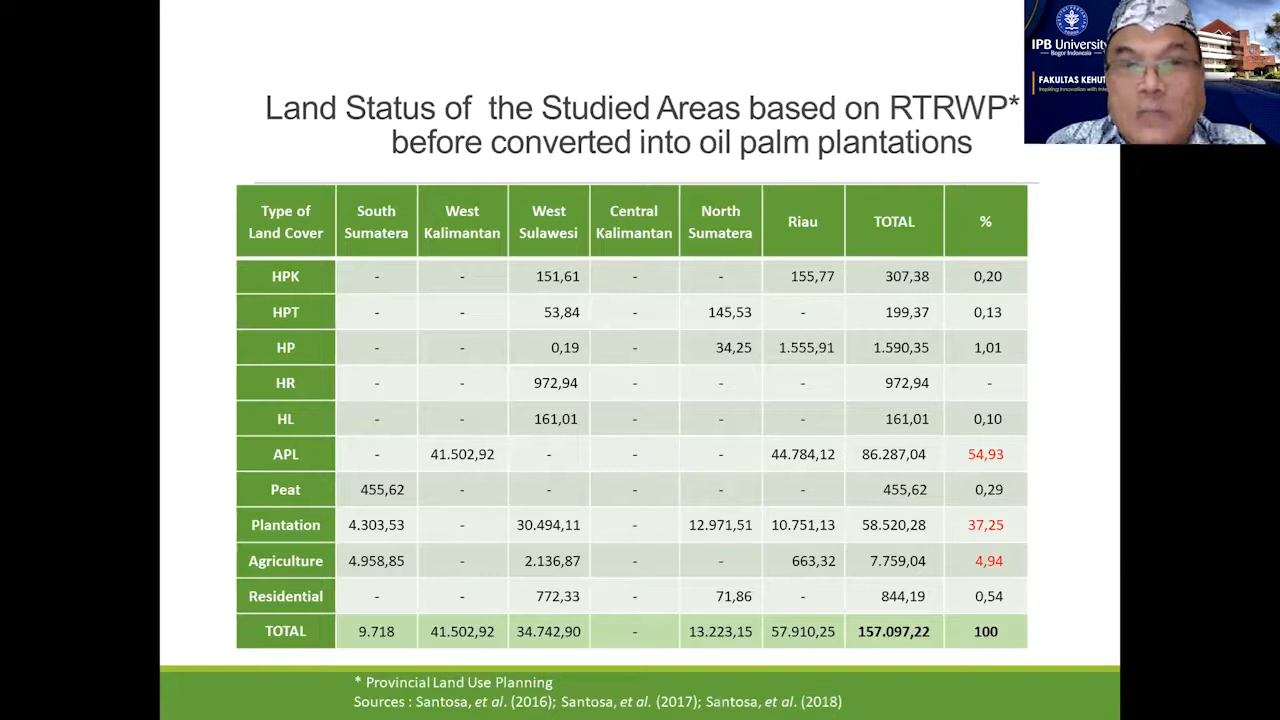 IPB University
Bogor Indonesia
FAKULTAS KEHUT
Inspiring Innovation with Inte
Land Status of the Studied Areas based on RTRWP*
before converted into oil palm plantations
Type of Land Cover South Sumatera West Kalimantan West Sulawesi Central Kalimantan North Sumatera Riau TOTAL %
HPK - - 151,61 - - 155,77 307,38 0,20
HPT - - 53,84 - 145,53 - 199,37 0,13
HP - - 0,19 - 34,25 1.555,91 1.590,35 1,01
HR - - 972,94 - - - 972,94 -
HL - - 161,01 - - - 161,01 0,10
APL - 41.502,92 - - - 44.784,12 86.287,04 54,93
Peat 455,62 - - - - - 455,62 0,29
Plantation 4.303,53 - 30.494,11 - 12.971,51 10.751,13 58.520,28 37,25
Agriculture 4.958,85 - 2.136,87 - - 663,32 7.759,04 4,94
Residential - - 772,33 - 71,86 - 844,19 0,54
TOTAL 9.718 41.502,92 34.742,90 - 13.223,15 57.910,25 157.097,22 100
* Provincial Land Use Planning
Sources : Santosa, et al. (2016); Santosa, et al. (2017); Santosa, et al. (2018)